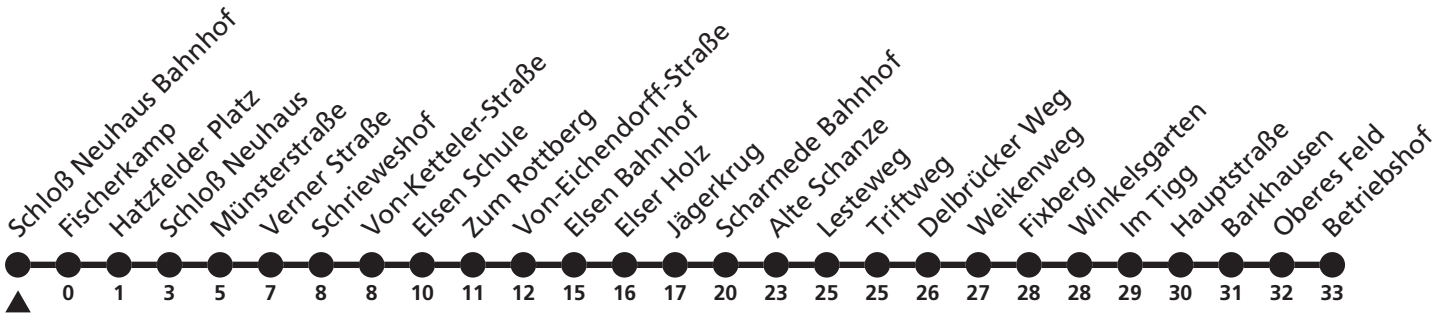 Schloß Neuhaus Bahnhof
Fischerkamp
Hatzfelder Platz
Schloß Neuhaus
Münsterstraße
Verner Straße
Schrieweshof
Von-Ketteler-Straße
Elsen Schule
Zum Rottberg
Von-Eichendorff-Straße
Elsen Bahnhof
Elser Holz
Jägerkrug
Scharmede Bahnhof
Alte Schanze
Lesteweg
Triftweg
Delbrücker Weg
Weikenweg
Fixberg
Winkelsgarten
Im Tigg
Hauptstraße
Barkhausen
Oberes Feld
Betriebshof
0 1 3 5 7 8 8 10 11 12 15 16 17 20 23 25 25 26 27 28 28 29 30 31 32 33